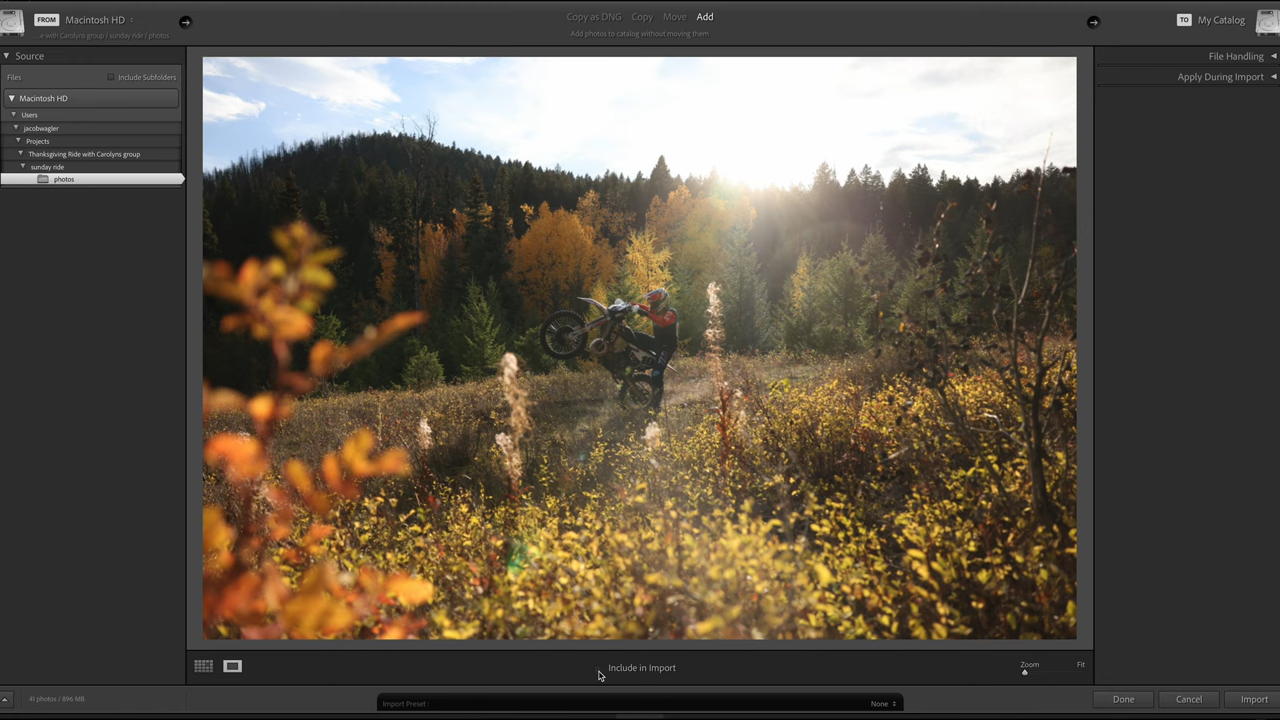 FROM Macintosh HD
Copy as DNG Copy Move Add
TO My Catalog
...e with Carolyns group / sunday ride / photos
Add photos to catalog without moving them
Source
File Handling
Files Include Subfolders
Apply During Import
Macintosh HD
Users
jacobwagler
Projects
Thanksgiving Ride with Carolyns group
sunday ride
photos
Include in Import
Zoom Fit
41 photos / 896 MB
Import Preset : None
Done Cancel Import